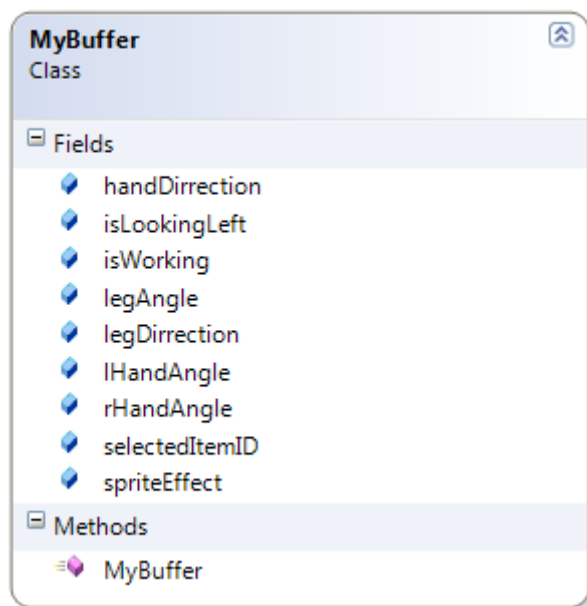 MyBuffer
Class
Fields
handDirrection
isLookingLeft
isWorking
legAngle
legDirrection
lHandAngle
rHandAngle
selectedItemID
spriteEffect
Methods
MyBuffer